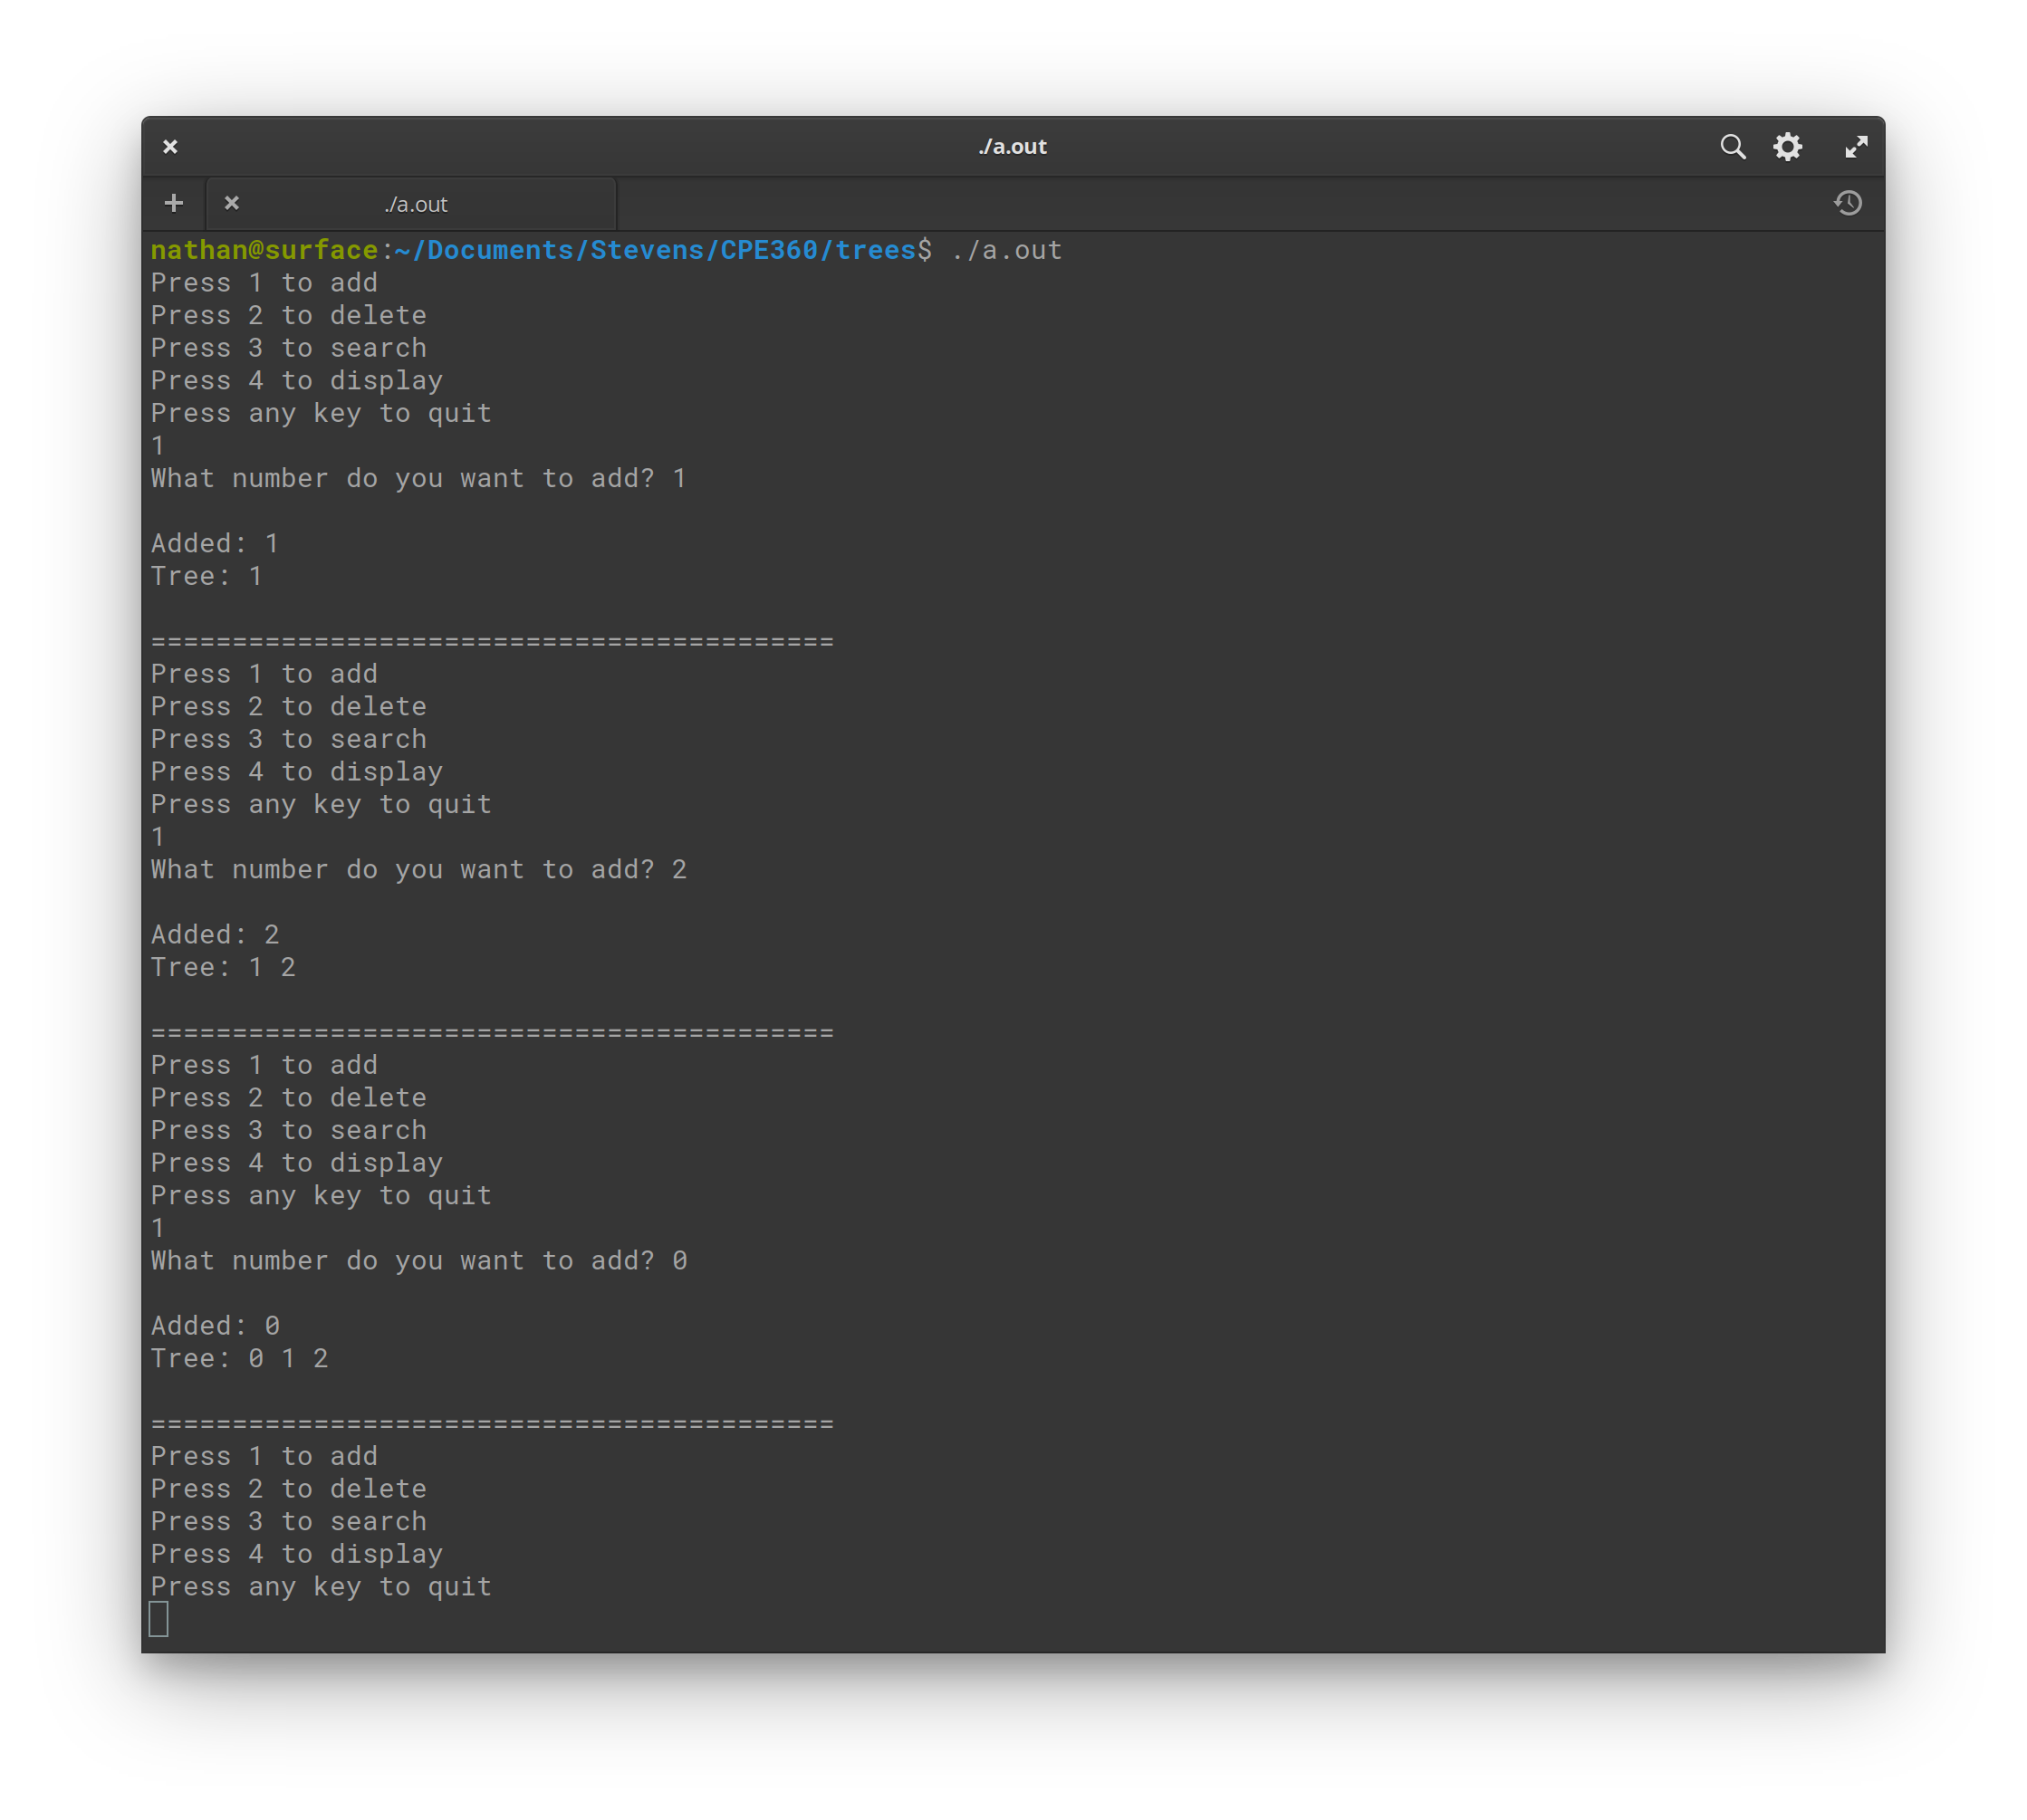 ./a.out
./a.out
nathan@surface:~/Documents/Stevens/CPE360/trees$ ./a.out
Press 1 to add
Press 2 to delete
Press 3 to search
Press 4 to display
Press any key to quit
1
What number do you want to add? 1

Added: 1
Tree: 1

==========================================
Press 1 to add
Press 2 to delete
Press 3 to search
Press 4 to display
Press any key to quit
1
What number do you want to add? 2

Added: 2
Tree: 1 2

==========================================
Press 1 to add
Press 2 to delete
Press 3 to search
Press 4 to display
Press any key to quit
1
What number do you want to add? 0

Added: 0
Tree: 0 1 2

==========================================
Press 1 to add
Press 2 to delete
Press 3 to search
Press 4 to display
Press any key to quit